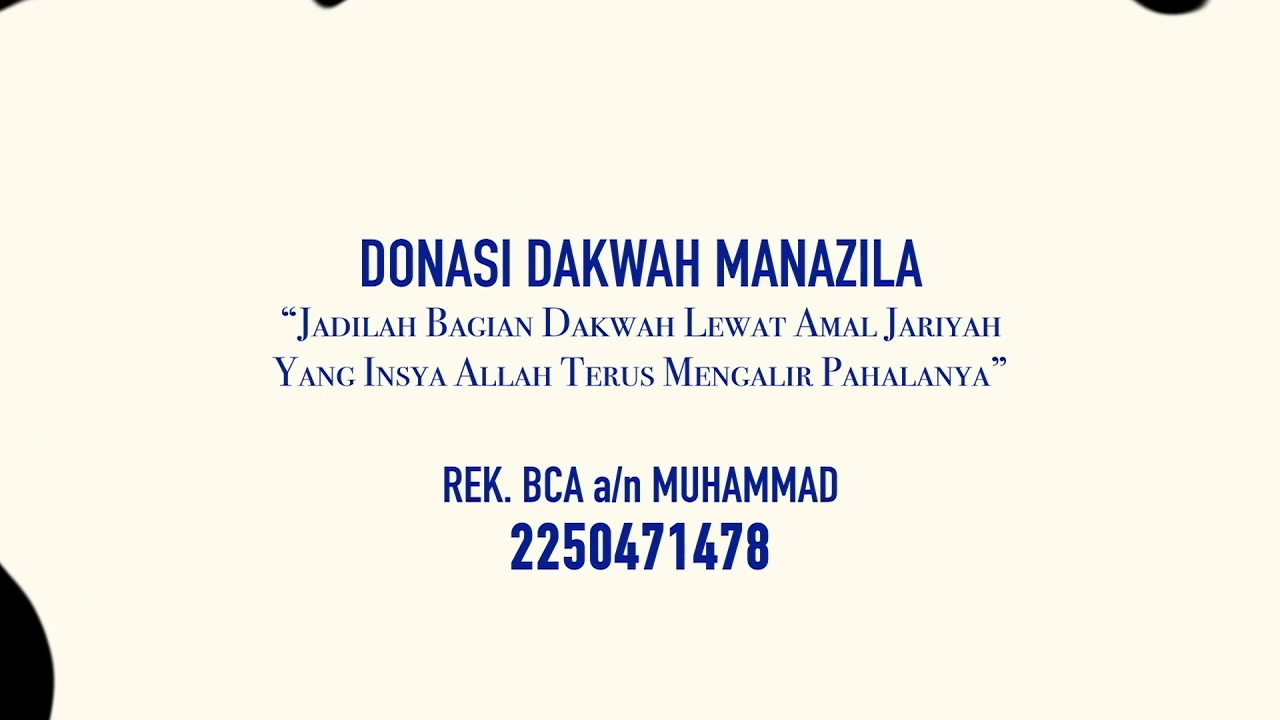 DONASI DAKWAH MANAZILA
“Jadilah Bagian Dakwah Lewat Amal Jariyah
Yang Insya Allah Terus Mengalir Pahalanya”
REK. BCA a/n MUHAMMAD
2250471478